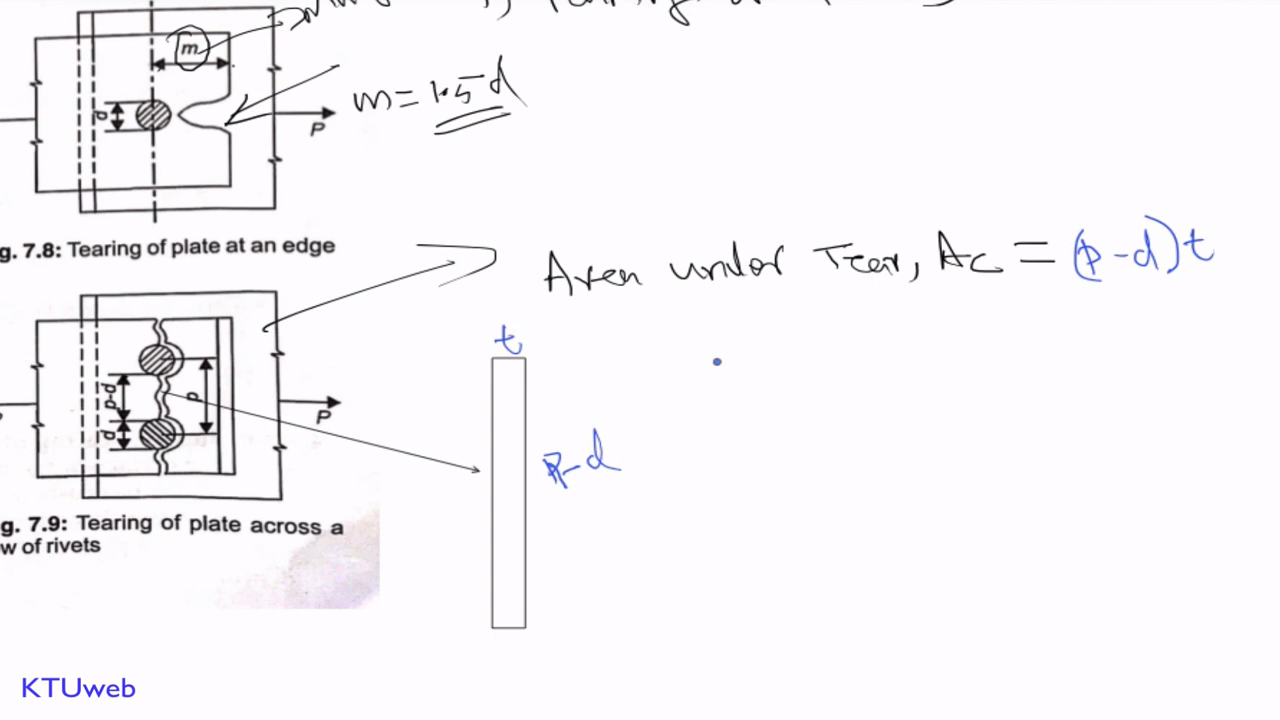 m
m = 1.5 d
d
P
g. 7.8: Tearing of plate at an edge
Area under Tear, Ac = (p-d)t
t
p-d
p
d
P
p-d
g. 7.9: Tearing of plate across a
w of rivets
KTUweb